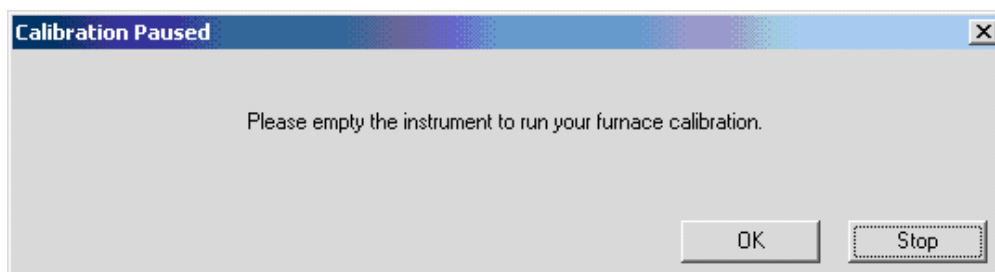 Calibration Paused
Please empty the instrument to run your furnace calibration.
OK
Stop